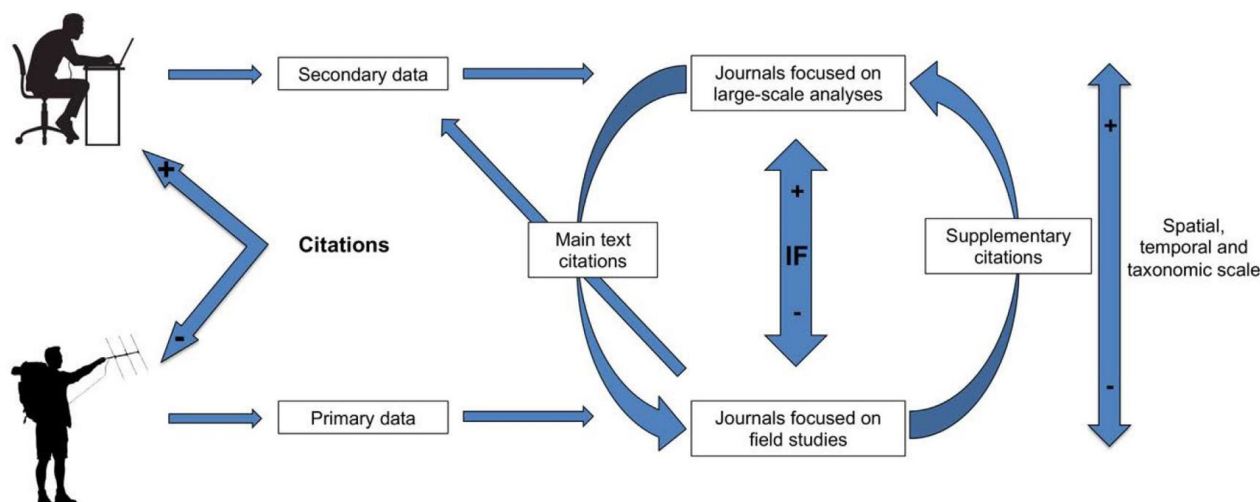 Secondary data
Journals focused on
large-scale analyses
+
+
+
Citations
Main text
citations
IF
Supplementary
citations
Spatial,
temporal and
taxonomic scale
-
-
-
Primary data
Journals focused on
field studies